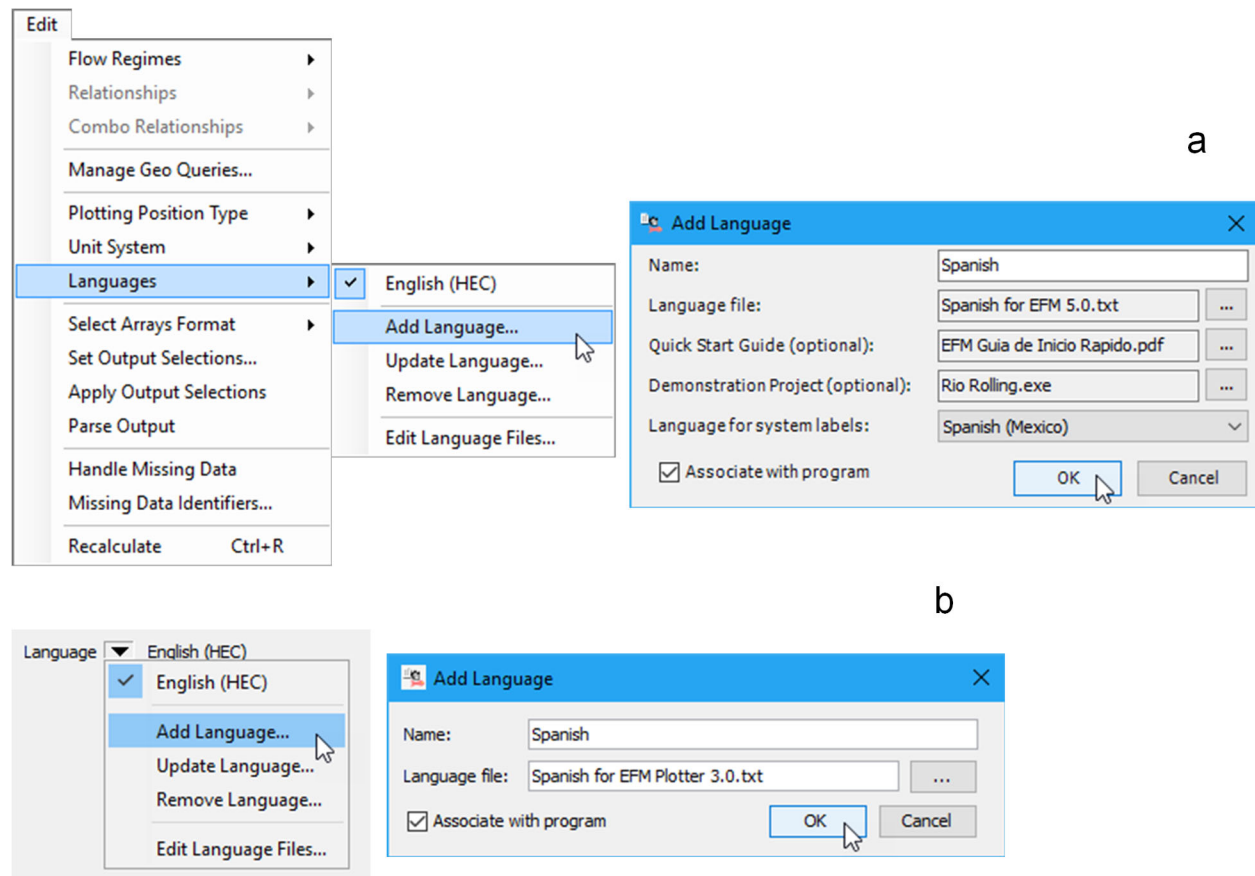 Edit
Flow Regimes
Relationships
Combo Relationships
Manage Geo Queries...
Plotting Position Type
Unit System
Languages
Select Arrays Format
Set Output Selections...
Apply Output Selections
Parse Output
Handle Missing Data
Missing Data Identifiers...
Recalculate Ctrl+R
English (HEC)
Add Language...
Update Language...
Remove Language...
Edit Language Files...
a
Add Language
Name: Spanish
Language file: Spanish for EFM 5.0.txt ...
Quick Start Guide (optional): EFM Guia de Inicio Rapido.pdf ...
Demonstration Project (optional): Rio Rolling.exe ...
Language for system labels: Spanish (Mexico)
Associate with program OK Cancel
b
Language English (HEC)
English (HEC)
Add Language...
Update Language...
Remove Language...
Edit Language Files...
Add Language
Name: Spanish
Language file: Spanish for EFM Plotter 3.0.txt ...
Associate with program OK Cancel